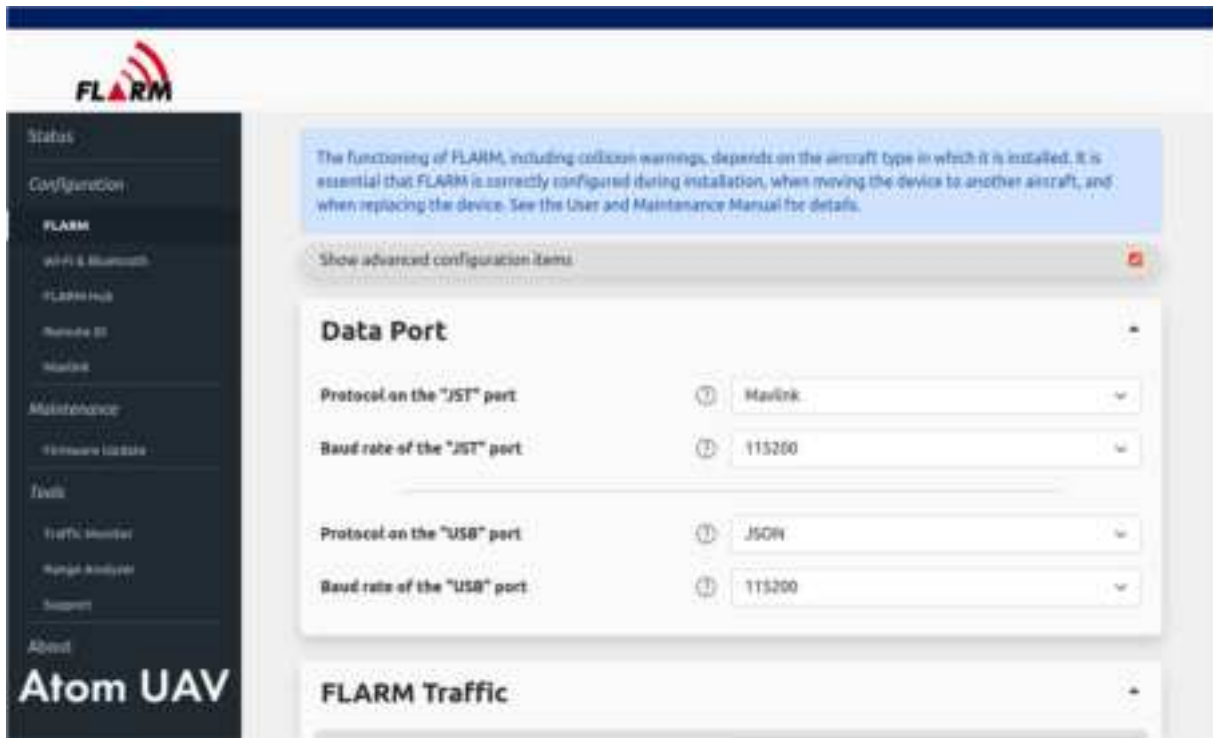 FLARM
Status
Configuration
FLARM
Wi-Fi & Bluetooth
FLARM Hub
Remote ID
Mavlink
Maintenance
Firmware Update
Tools
Traffic Monitor
Range Analyzer
Support
About
Atom UAV
The functioning of FLARM, including collision warnings, depends on the aircraft type in which it is installed. It is
essential that FLARM is correctly configured during installation, when moving the device to another aircraft, and
when replacing the device. See the User and Maintenance Manual for details.
Show advanced configuration items
Data Port
Protocol on the "JST" port
? Mavlink
Baud rate of the "JST" port
? 115200
Protocol on the "USB" port
? JSON
Baud rate of the "USB" port
? 115200
FLARM Traffic